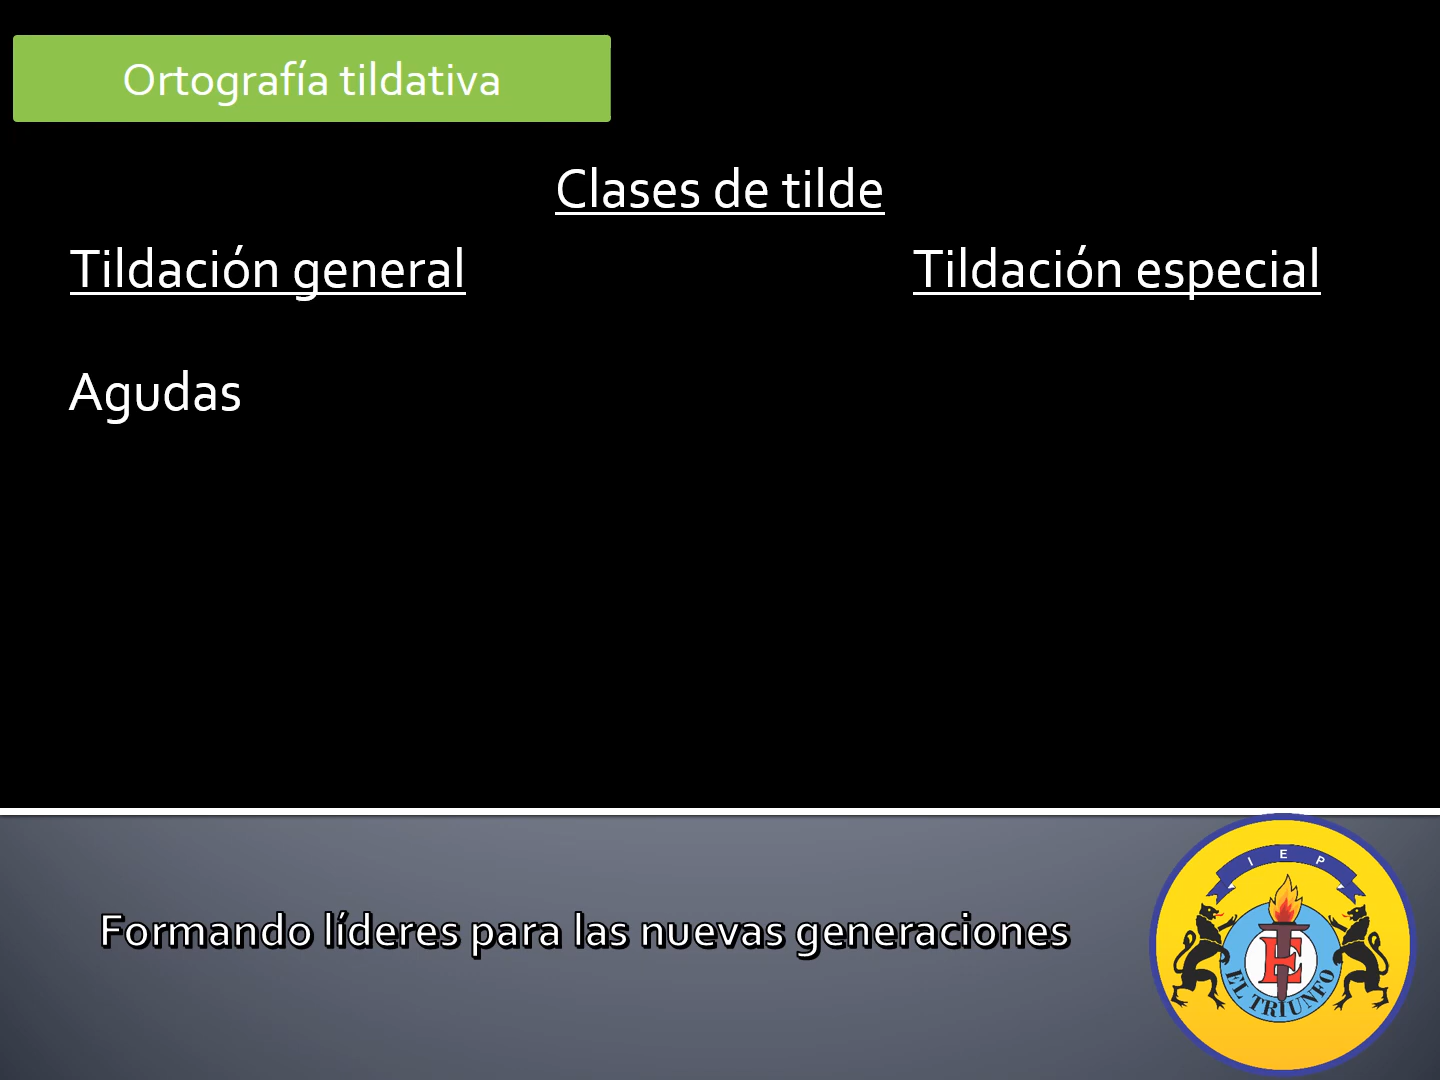 Ortografía tildativa
Clases de tilde
Tildación general
Tildación especial
Agudas
Formando líderes para las nuevas generaciones
I E P
E
EL TRIUNFO